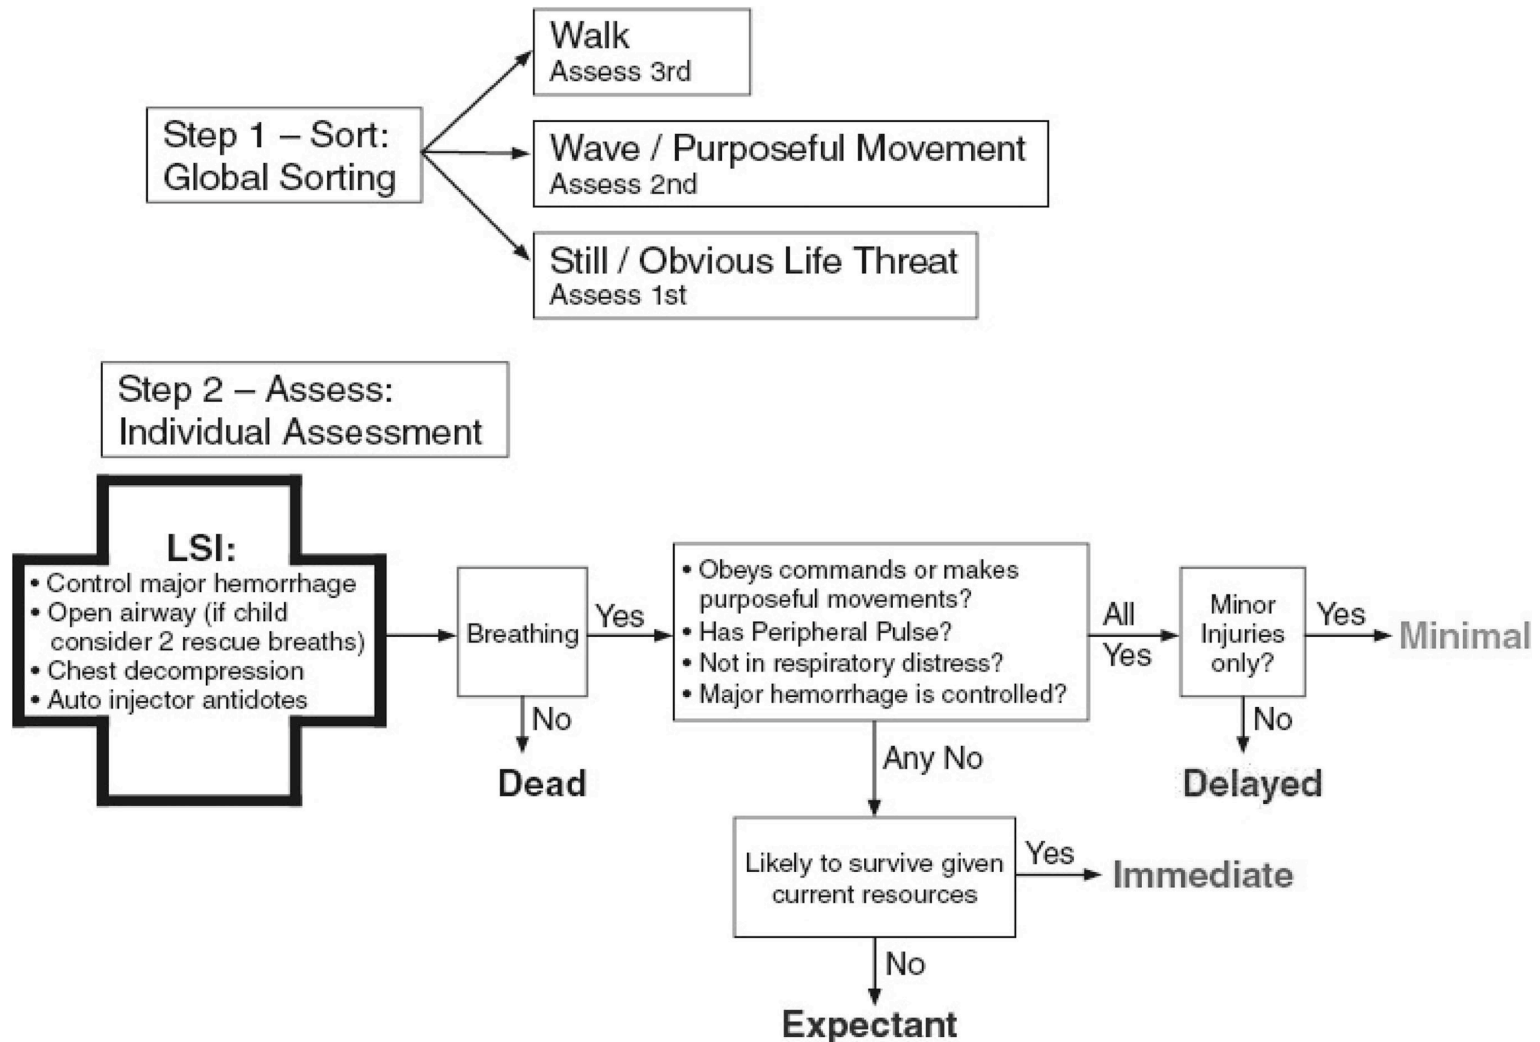 Walk
Assess 3rd
Step 1 – Sort:
Global Sorting
Wave / Purposeful Movement
Assess 2nd
Still / Obvious Life Threat
Assess 1st
Step 2 – Assess:
Individual Assessment
LSI:
• Control major hemorrhage
• Open airway (if child
consider 2 rescue breaths)
• Chest decompression
• Auto injector antidotes
Breathing
Yes
No
Dead
• Obeys commands or makes
purposeful movements?
• Has Peripheral Pulse?
• Not in respiratory distress?
• Major hemorrhage is controlled?
All
Yes
Minor
Injuries
only?
Yes
Minimal
No
Delayed
Any No
Likely to survive given
current resources
Yes
Immediate
No
Expectant